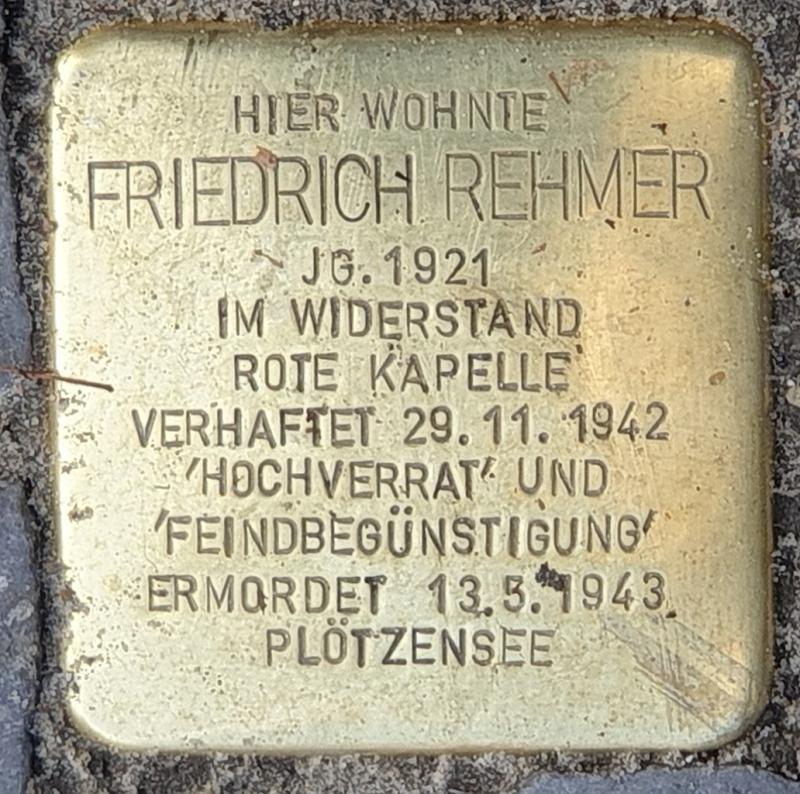 HIER WOHNTE
FRIEDRICH REHMER
JG. 1921
IM WIDERSTAND
ROTE KAPELLE
VERHAFTET 29.11.1942
'HOCHVERRAT' UND
'FEINDBEGÜNSTIGUNG'
ERMORDET 13.5.1943
PLÖTZENSEE